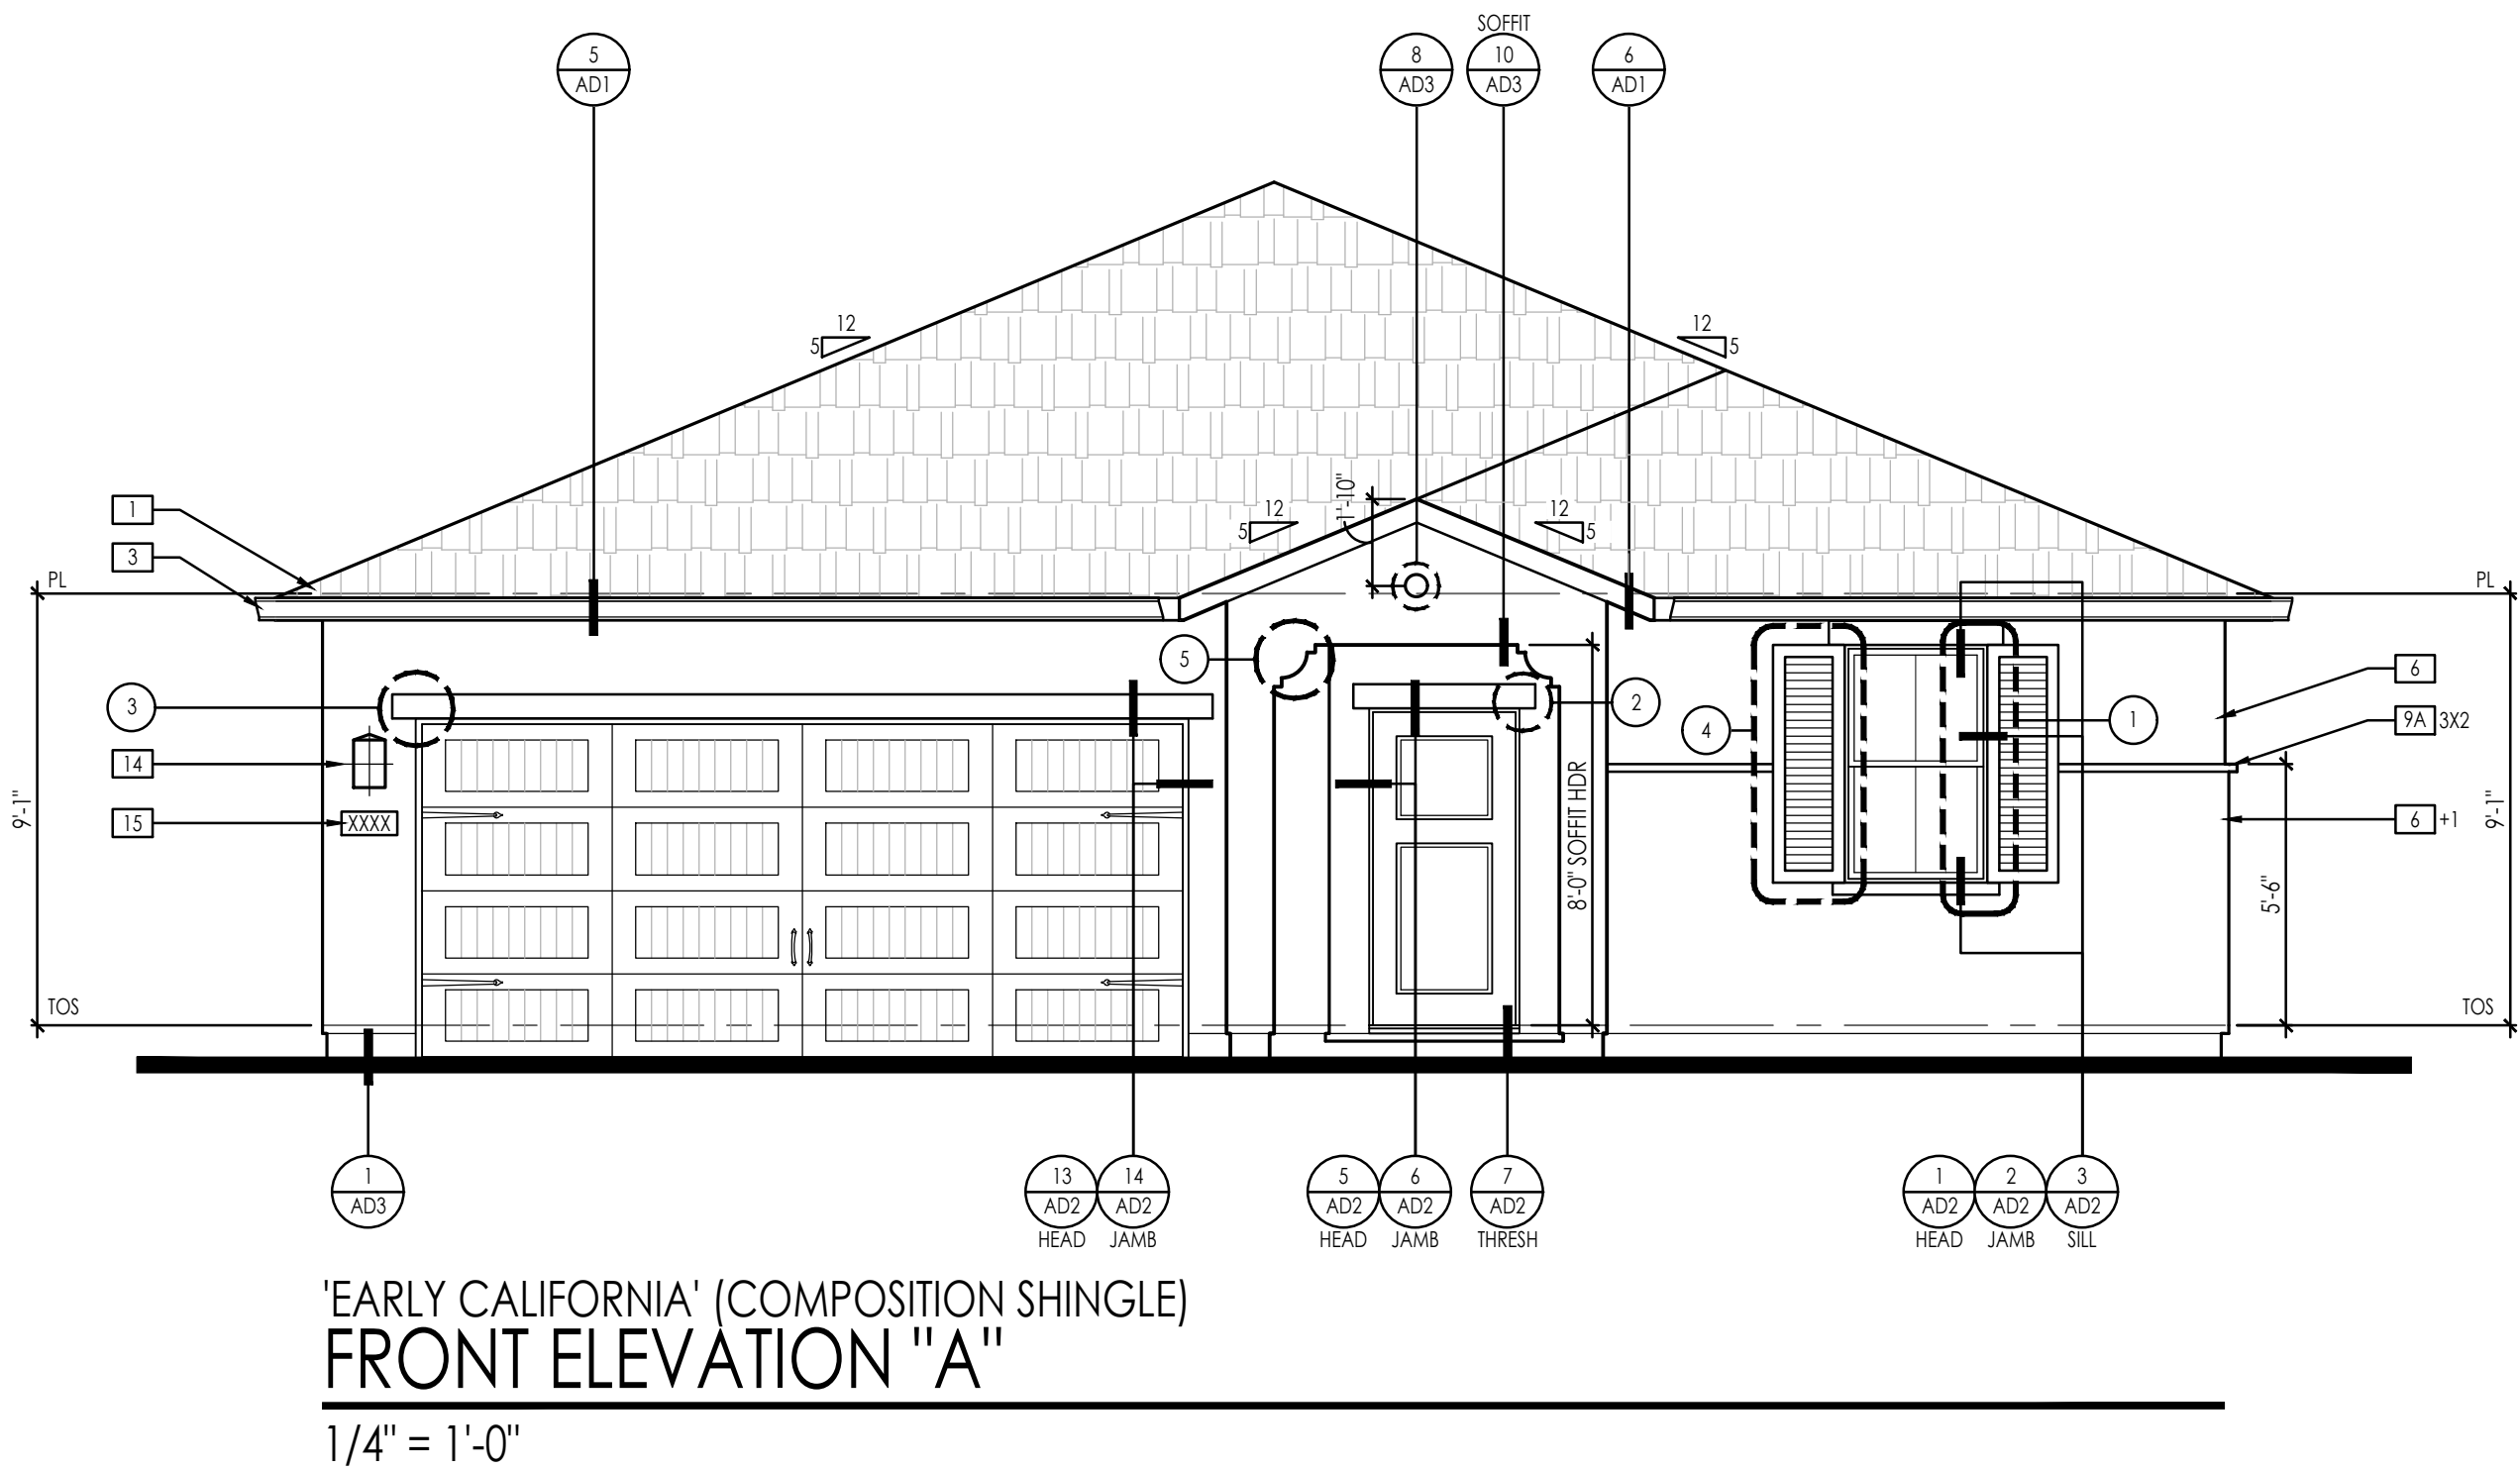 SOFFIT
5
AD1
8
AD3
10
AD3
6
AD1
12
5
12
5
1'-10"
12
5
12
5
1
3
PL
PL
5
3
2
4
1
6
9A 3X2
14
15
XXXX
6 +1
9'-1"
8'-0" SOFFIT HDR
5'-6"
9'-1"
TOS
TOS
1
AD3
13
AD2
HEAD
14
AD2
JAMB
5
AD2
HEAD
6
AD2
JAMB
7
AD2
THRESH
1
AD2
HEAD
2
AD2
JAMB
3
AD2
SILL
'EARLY CALIFORNIA' (COMPOSITION SHINGLE)
FRONT ELEVATION "A"
1/4" = 1'-0"